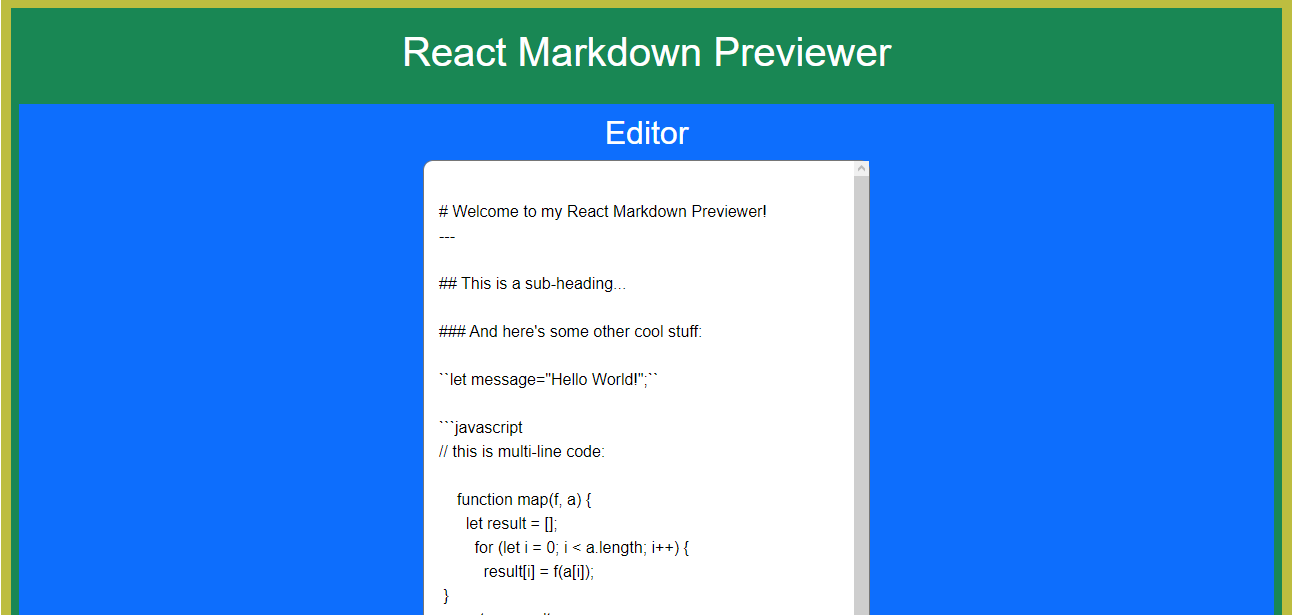 React Markdown Previewer
Editor
# Welcome to my React Markdown Previewer!
---
## This is a sub-heading...
### And here's some other cool stuff:
``let message="Hello World!";``
```javascript
// this is multi-line code:
function map(f, a) {
let result = [];
for (let i = 0; i < a.length; i++) {
result[i] = f(a[i]);
}